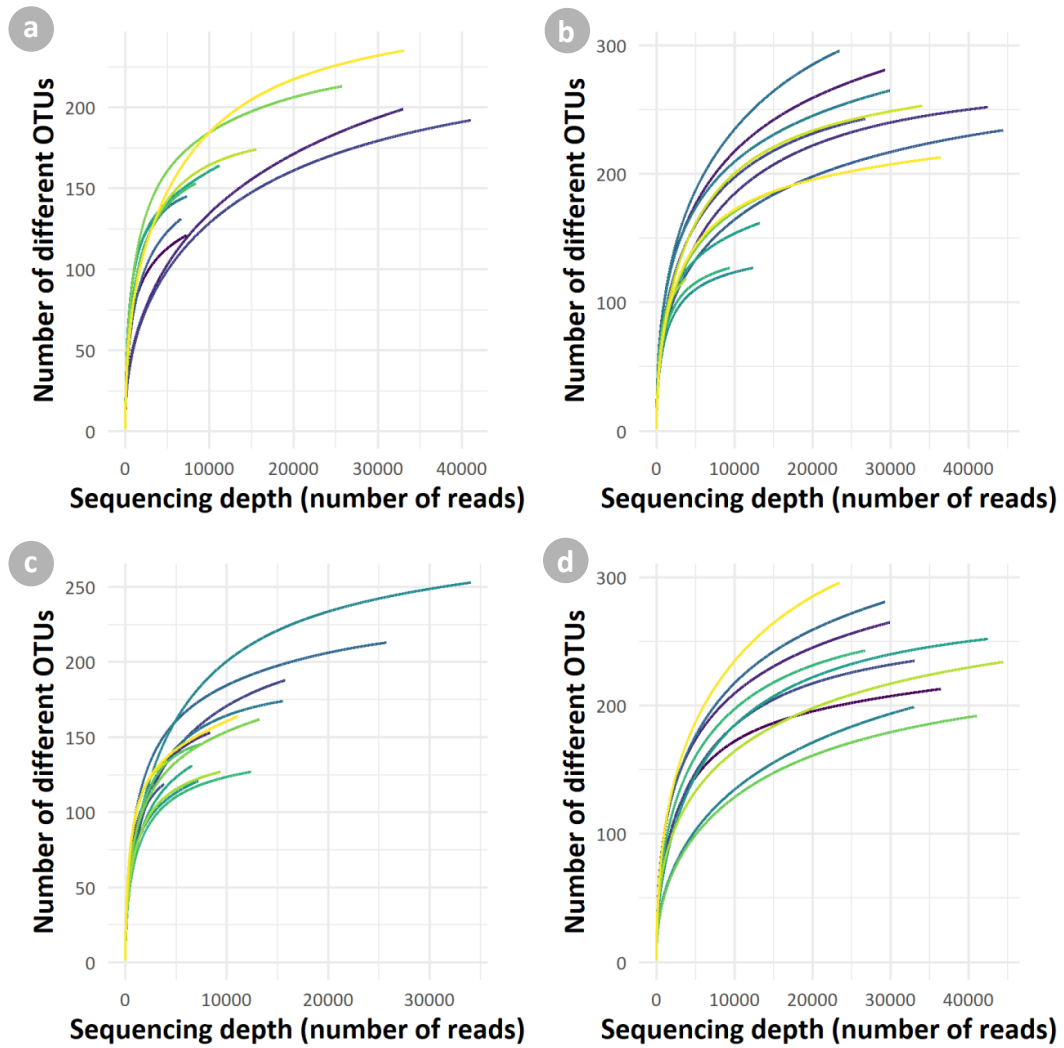 a
Number of different OTUs
200
150
100
50
0
0 10000 20000 30000 40000
Sequencing depth (number of reads)
b
Number of different OTUs
300
200
100
0
0 10000 20000 30000 40000
Sequencing depth (number of reads)
c
Number of different OTUs
250
200
150
100
50
0
0 10000 20000 30000
Sequencing depth (number of reads)
d
Number of different OTUs
300
200
100
0
0 10000 20000 30000 40000
Sequencing depth (number of reads)